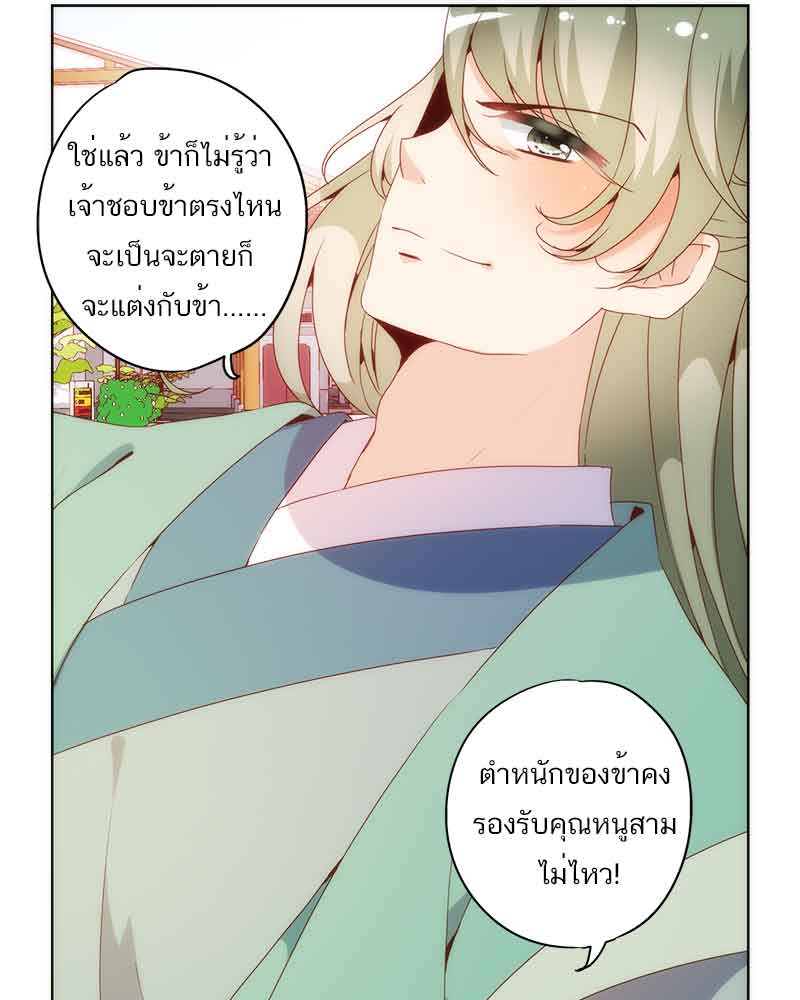 ใช่แล้ว ข้าก็ไม่รู้ว่า
เจ้าชอบข้าตรงไหน
จะเป็นจะตายก็
จะแต่งกับข้า......
ตำหนักของข้าคง
รองรับคุณหนูสาม
ไม่ไหว!